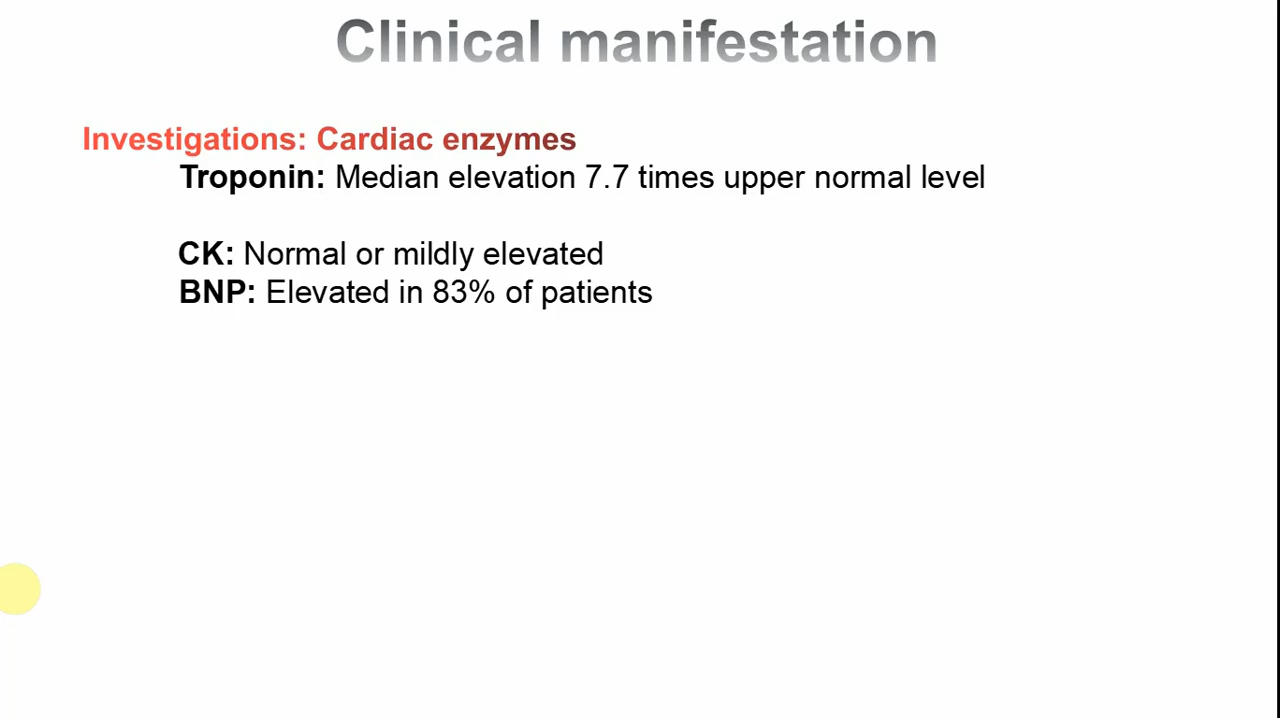 Clinical manifestation
Investigations: Cardiac enzymes
Troponin: Median elevation 7.7 times upper normal level
CK: Normal or mildly elevated
BNP: Elevated in 83% of patients